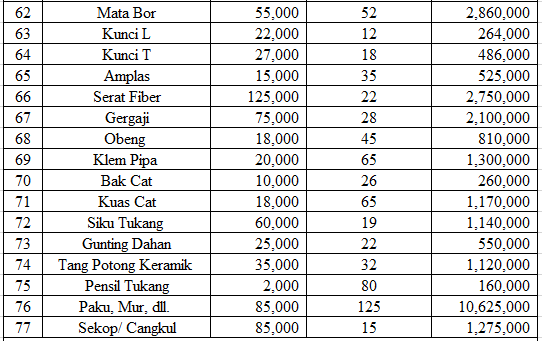 62 Mata Bor 55,000 52 2,860,000
63 Kunci L 22,000 12 264,000
64 Kunci T 27,000 18 486,000
65 Amplas 15,000 35 525,000
66 Serat Fiber 125,000 22 2,750,000
67 Gergaji 75,000 28 2,100,000
68 Obeng 18,000 45 810,000
69 Klem Pipa 20,000 65 1,300,000
70 Bak Cat 10,000 26 260,000
71 Kuas Cat 18,000 65 1,170,000
72 Siku Tukang 60,000 19 1,140,000
73 Gunting Dahan 25,000 22 550,000
74 Tang Potong Keramik 35,000 32 1,120,000
75 Pensil Tukang 2,000 80 160,000
76 Paku, Mur, dll. 85,000 125 10,625,000
77 Sekop/ Cangkul 85,000 15 1,275,000